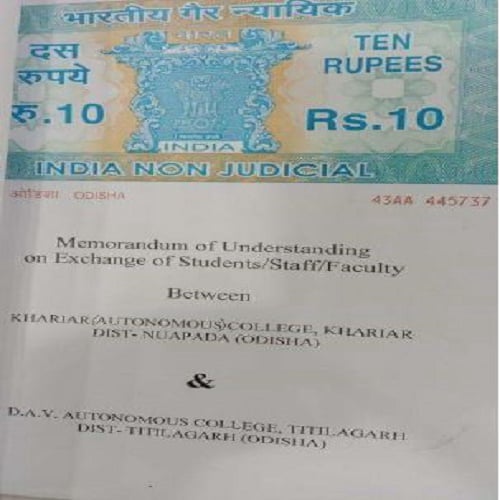 भारतीय गैर न्यायिक
दस
रुपये
रु.10
भारत
TEN
RUPEES
Rs.10
INDIA
INDIA NON JUDICIAL
ओड़िशा ODISHA
43AA 445737
Memorandum of Understanding
on Exchange of Students/Staff/Faculty
Between
KHARIAR(AUTONOMOUS)COLLEGE, KHARIAR
DIST- NUAPADA (ODISHA)
&
D.A.V. AUTONOMOUS COLLEGE, TITILAGARH
DIST- TITILAGARH (ODISHA)